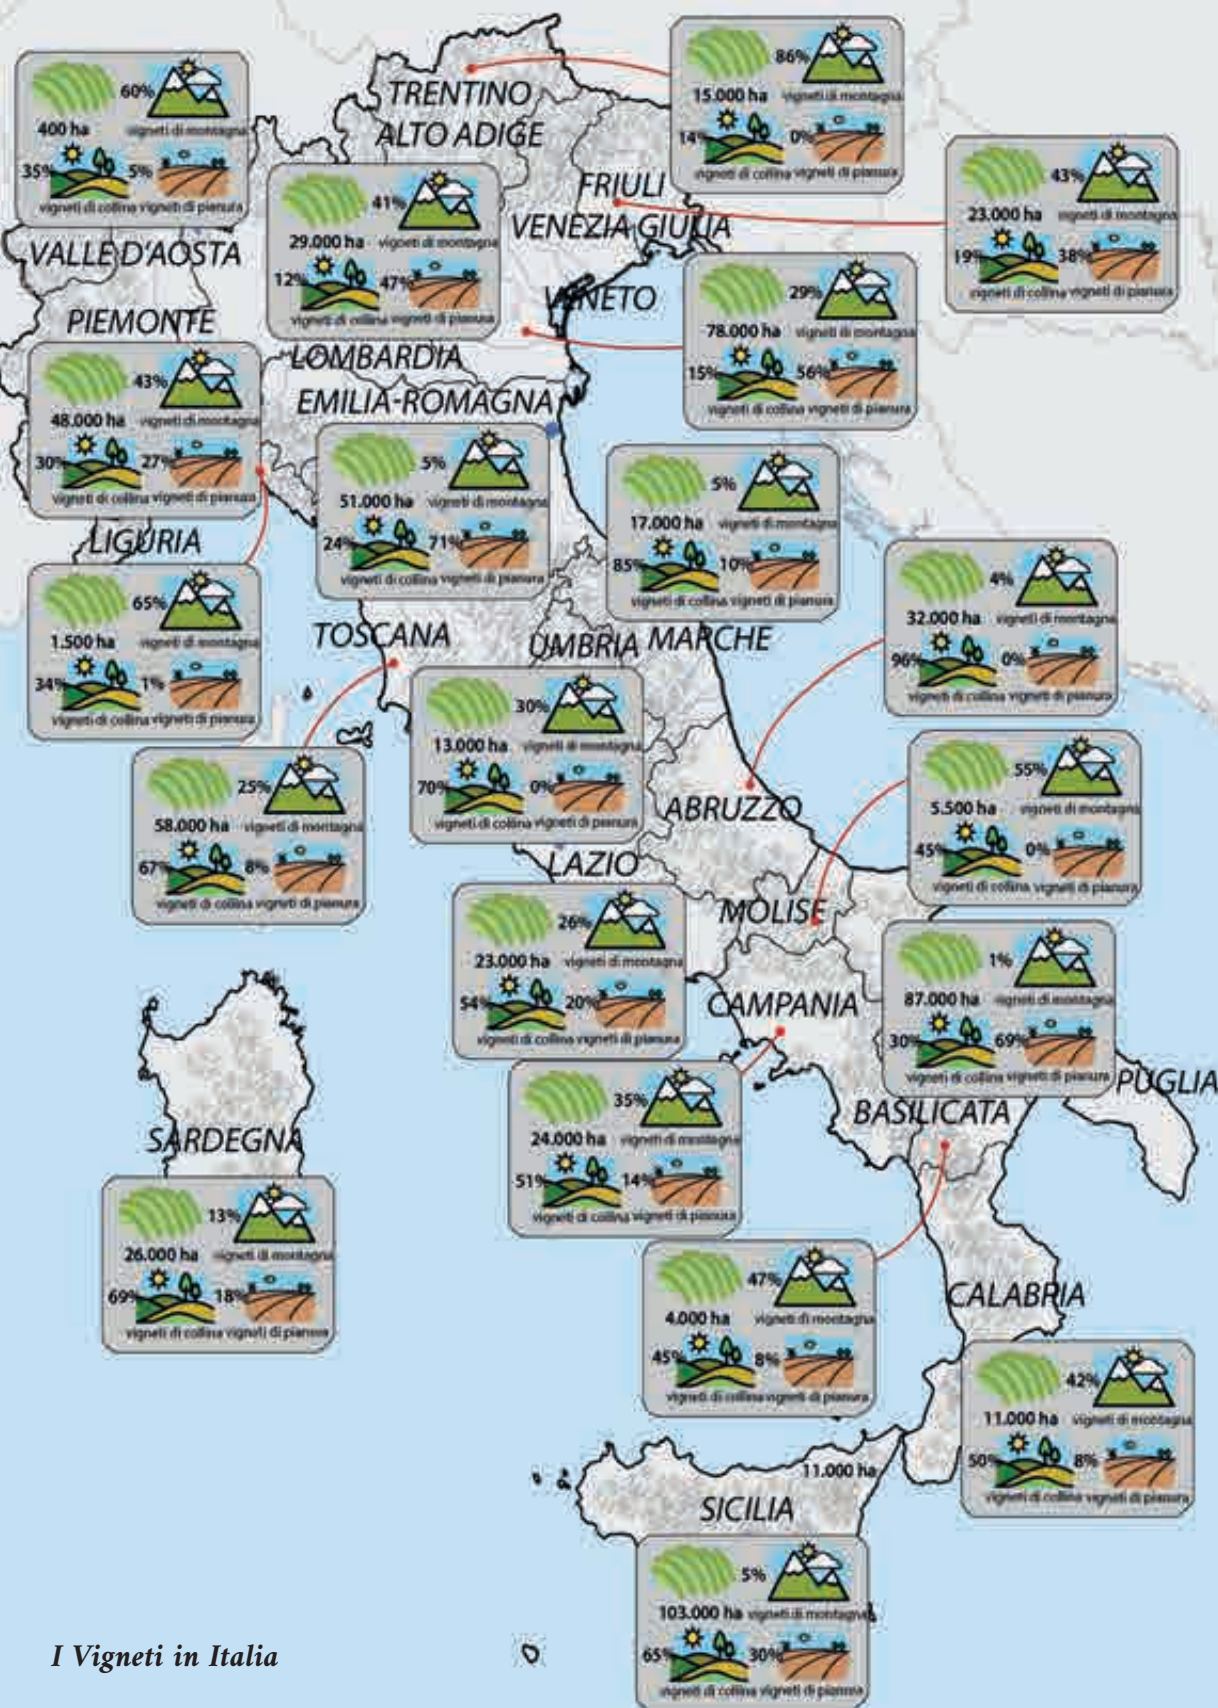 TRENTINO
ALTO ADIGE
86%
15.000 ha vigneti di montagna
14% 0%
vigneti di collina vigneti di pianura
60%
400 ha vigneti di montagna
35% 5%
vigneti di collina vigneti di pianura
VALLE D'AOSTA
41%
29.000 ha vigneti di montagna
12% 47%
vigneti di collina vigneti di pianura
LOMBARDIA
FRIULI
VENEZIA GIULIA
43%
23.000 ha vigneti di montagna
19% 38%
vigneti di collina vigneti di pianura
VENETO
29%
78.000 ha vigneti di montagna
15% 56%
vigneti di collina vigneti di pianura
PIEMONTE
43%
48.000 ha vigneti di montagna
30% 27%
vigneti di collina vigneti di pianura
EMILIA-ROMAGNA
5%
51.000 ha vigneti di montagna
24% 71%
vigneti di collina vigneti di pianura
5%
17.000 ha vigneti di montagna
85% 10%
vigneti di collina vigneti di pianura
LIGURIA
65%
1.500 ha vigneti di montagna
34% 1%
vigneti di collina vigneti di pianura
TOSCANA
UMBRIA
MARCHE
4%
32.000 ha vigneti di montagna
96% 0%
vigneti di collina vigneti di pianura
30%
13.000 ha vigneti di montagna
70% 0%
vigneti di collina vigneti di pianura
25%
58.000 ha vigneti di montagna
67% 8%
vigneti di collina vigneti di pianura
ABRUZZO
55%
5.500 ha vigneti di montagna
45% 0%
vigneti di collina vigneti di pianura
LAZIO
26%
23.000 ha vigneti di montagna
54% 20%
vigneti di collina vigneti di pianura
MOLISE
CAMPANIA
1%
87.000 ha vigneti di montagna
30% 69%
vigneti di collina vigneti di pianura
PUGLIA
35%
24.000 ha vigneti di montagna
51% 14%
vigneti di collina vigneti di pianura
BASILICATA
SARDEGNA
13%
26.000 ha vigneti di montagna
69% 18%
vigneti di collina vigneti di pianura
47%
4.000 ha vigneti di montagna
45% 8%
vigneti di collina vigneti di pianura
CALABRIA
42%
11.000 ha vigneti di montagna
50% 8%
vigneti di collina vigneti di pianura
11.000 ha
SICILIA
5%
103.000 ha vigneti di montagna
65% 30%
vigneti di collina vigneti di pianura
I Vigneti in Italia